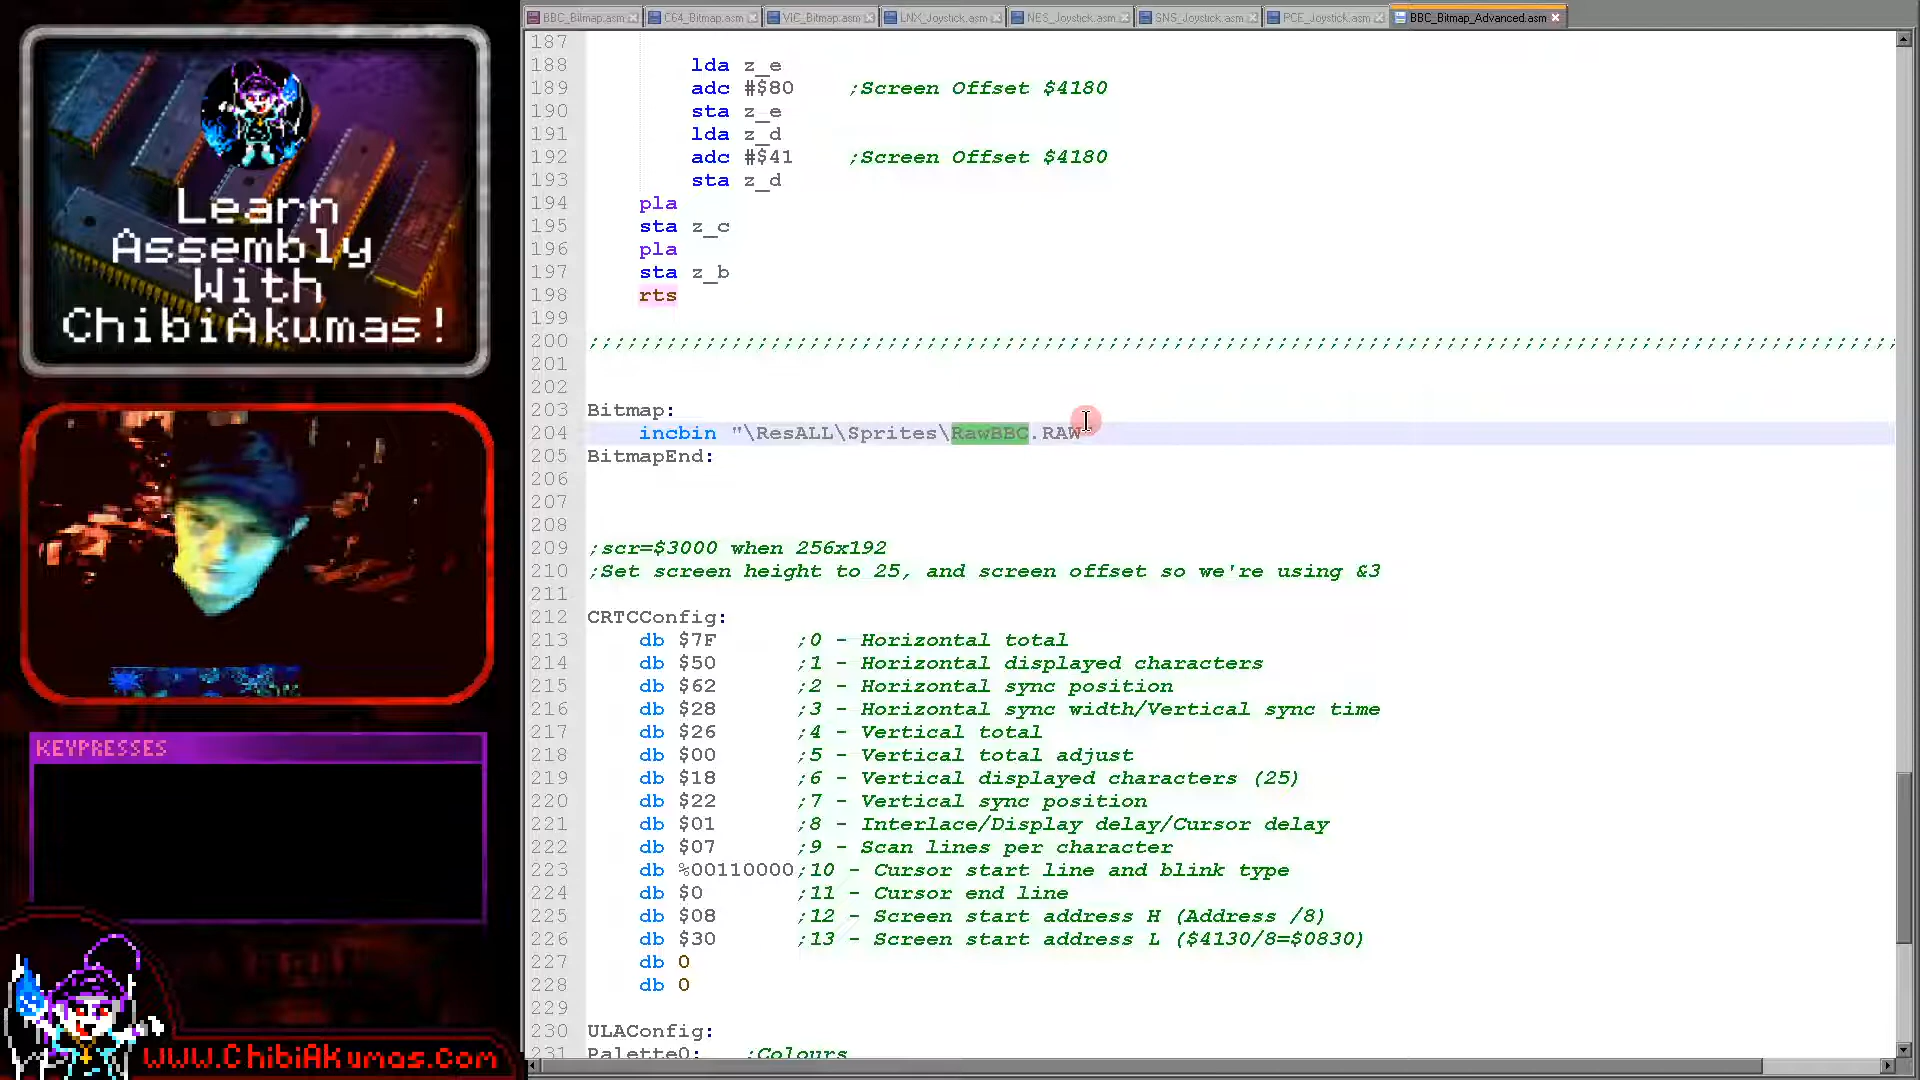 BBC_Bitmap.asm C64_Bitmap.asm VIC_Bitmap.asm LNX_Joystick.asm NES_Joystick.asm SNS_Joystick.asm PCE_Joystick.asm BBC_Bitmap_Advanced.asm
Learn
Assembly
With
ChibiAkumas!
KEYPRESSES
www.ChibiAkumas.com
187
188 lda z_e
189 adc #$80 ;Screen Offset $4180
190 sta z_e
191 lda z_d
192 adc #$41 ;Screen Offset $4180
193 sta z_d
194 pla
195 sta z_c
196 pla
197 sta z_b
198 rts
199
200 ;;;;;;;;;;;;;;;;;;;;;;;;;;;;;;;;;;;;;;;;;;;;;;;;;;;;;;;;;;;;;;;;;;;;;;;;;;;;;;;;;;;;;;;;;;;;;;;;;;;;;
201
202
203 Bitmap:
204 incbin "\ResALL\Sprites\RawBBC.RAW"
205 BitmapEnd:
206
207
208
209 ;scr=$3000 when 256x192
210 ;Set screen height to 25, and screen offset so we're using &3
211
212 CRTCConfig:
213 db $7F ;0 - Horizontal total
214 db $50 ;1 - Horizontal displayed characters
215 db $62 ;2 - Horizontal sync position
216 db $28 ;3 - Horizontal sync width/Vertical sync time
217 db $26 ;4 - Vertical total
218 db $00 ;5 - Vertical total adjust
219 db $18 ;6 - Vertical displayed characters (25)
220 db $22 ;7 - Vertical sync position
221 db $01 ;8 - Interlace/Display delay/Cursor delay
222 db $07 ;9 - Scan lines per character
223 db %00110000;10 - Cursor start line and blink type
224 db $0 ;11 - Cursor end line
225 db $08 ;12 - Screen start address H (Address /8)
226 db $30 ;13 - Screen start address L ($4130/8=$0830)
227 db 0
228 db 0
229
230 ULAConfig:
231 Palette0: ;Colours